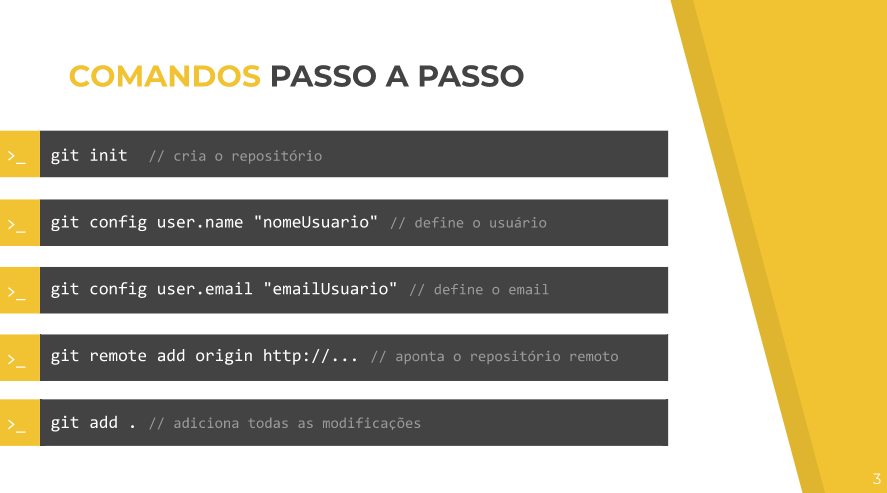 COMANDOS PASSO A PASSO
>_ git init // cria o repositório
>_ git config user.name "nomeUsuario" // define o usuário
>_ git config user.email "emailUsuario" // define o email
>_ git remote add origin http://... // aponta o repositório remoto
>_ git add . // adiciona todas as modificações
3